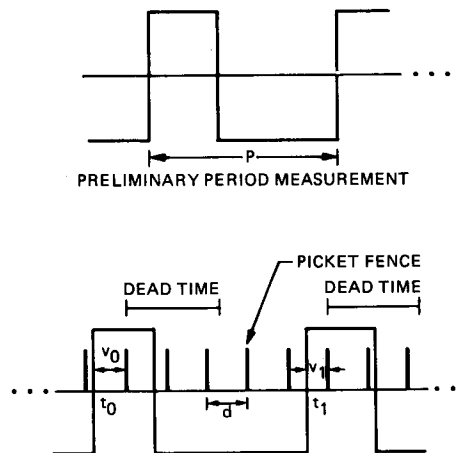 P
PRELIMINARY PERIOD MEASUREMENT
PICKET FENCE
DEAD TIME
DEAD TIME
v0
v1
t0
d
t1